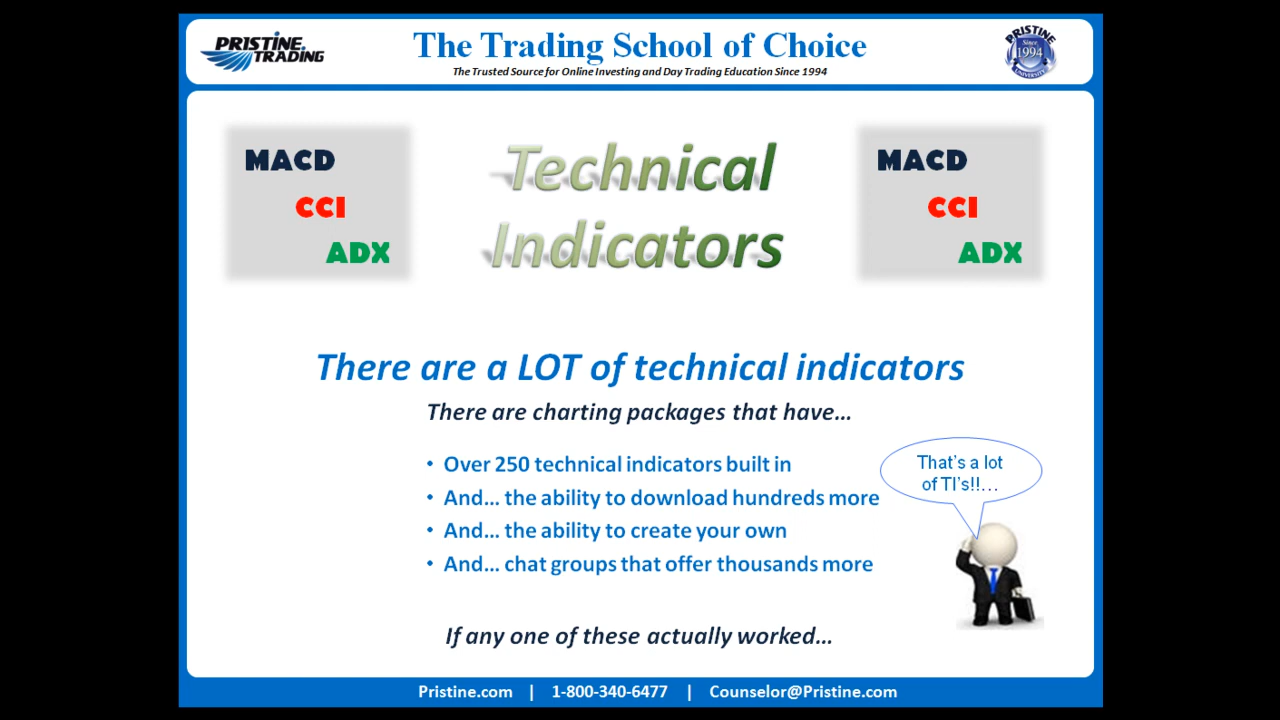 PRISTINE
TRADING
The Trading School of Choice
The Trusted Source for Online Investing and Day Trading Education Since 1994
PRISTINE
Since
1994
UNIVERSITY
MACD
CCI
ADX
Technical
Indicators
MACD
CCI
ADX
There are a LOT of technical indicators
There are charting packages that have...
• Over 250 technical indicators built in
• And... the ability to download hundreds more
• And... the ability to create your own
• And... chat groups that offer thousands more
That's a lot
of TI's!!...
If any one of these actually worked...
Pristine.com | 1-800-340-6477 | Counselor@Pristine.com